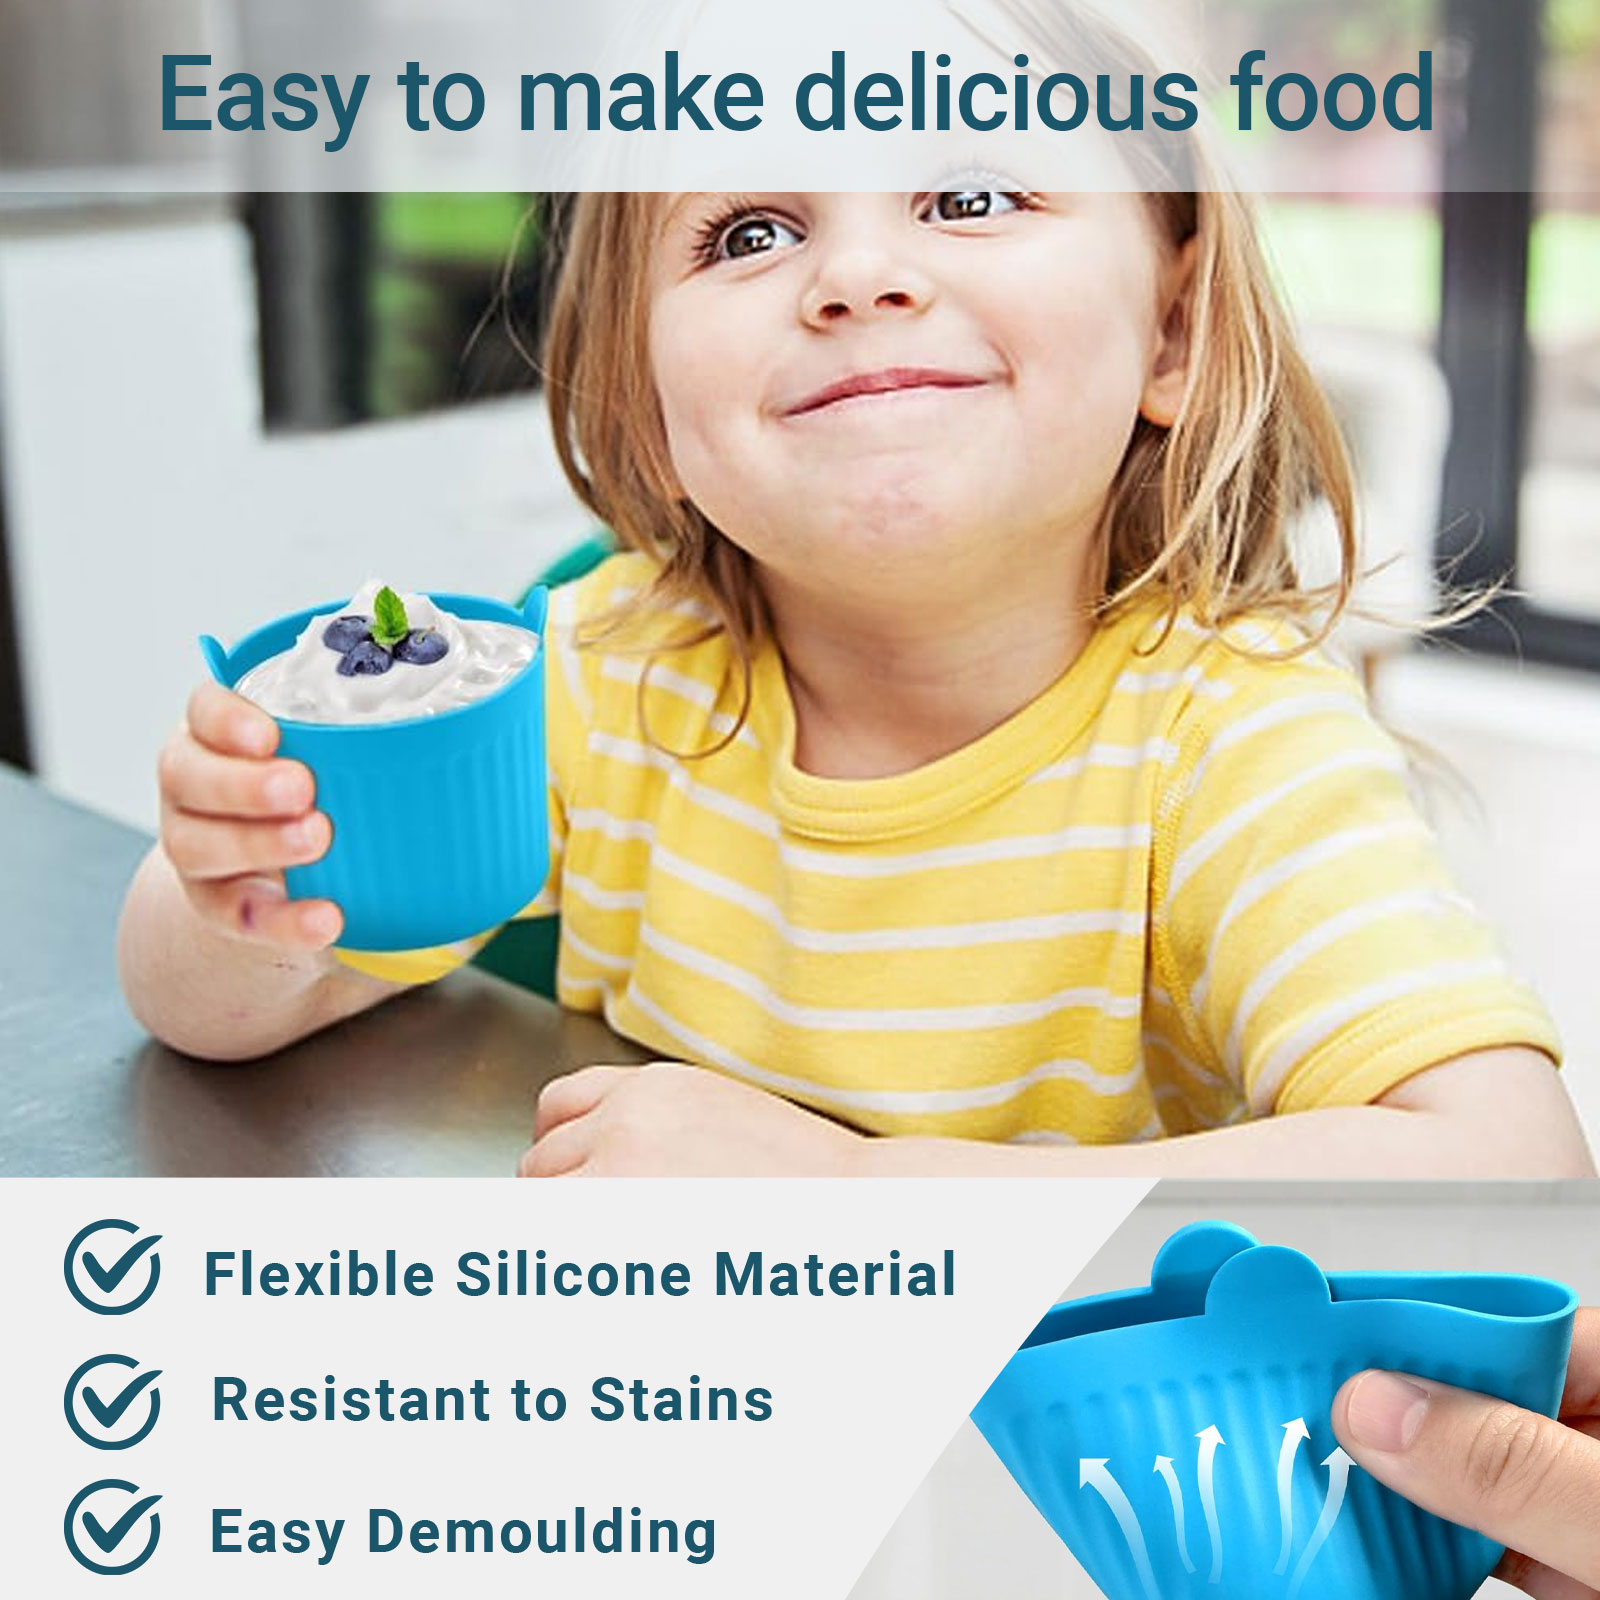 Easy to make delicious food
Flexible Silicone Material
Resistant to Stains
Easy Demoulding